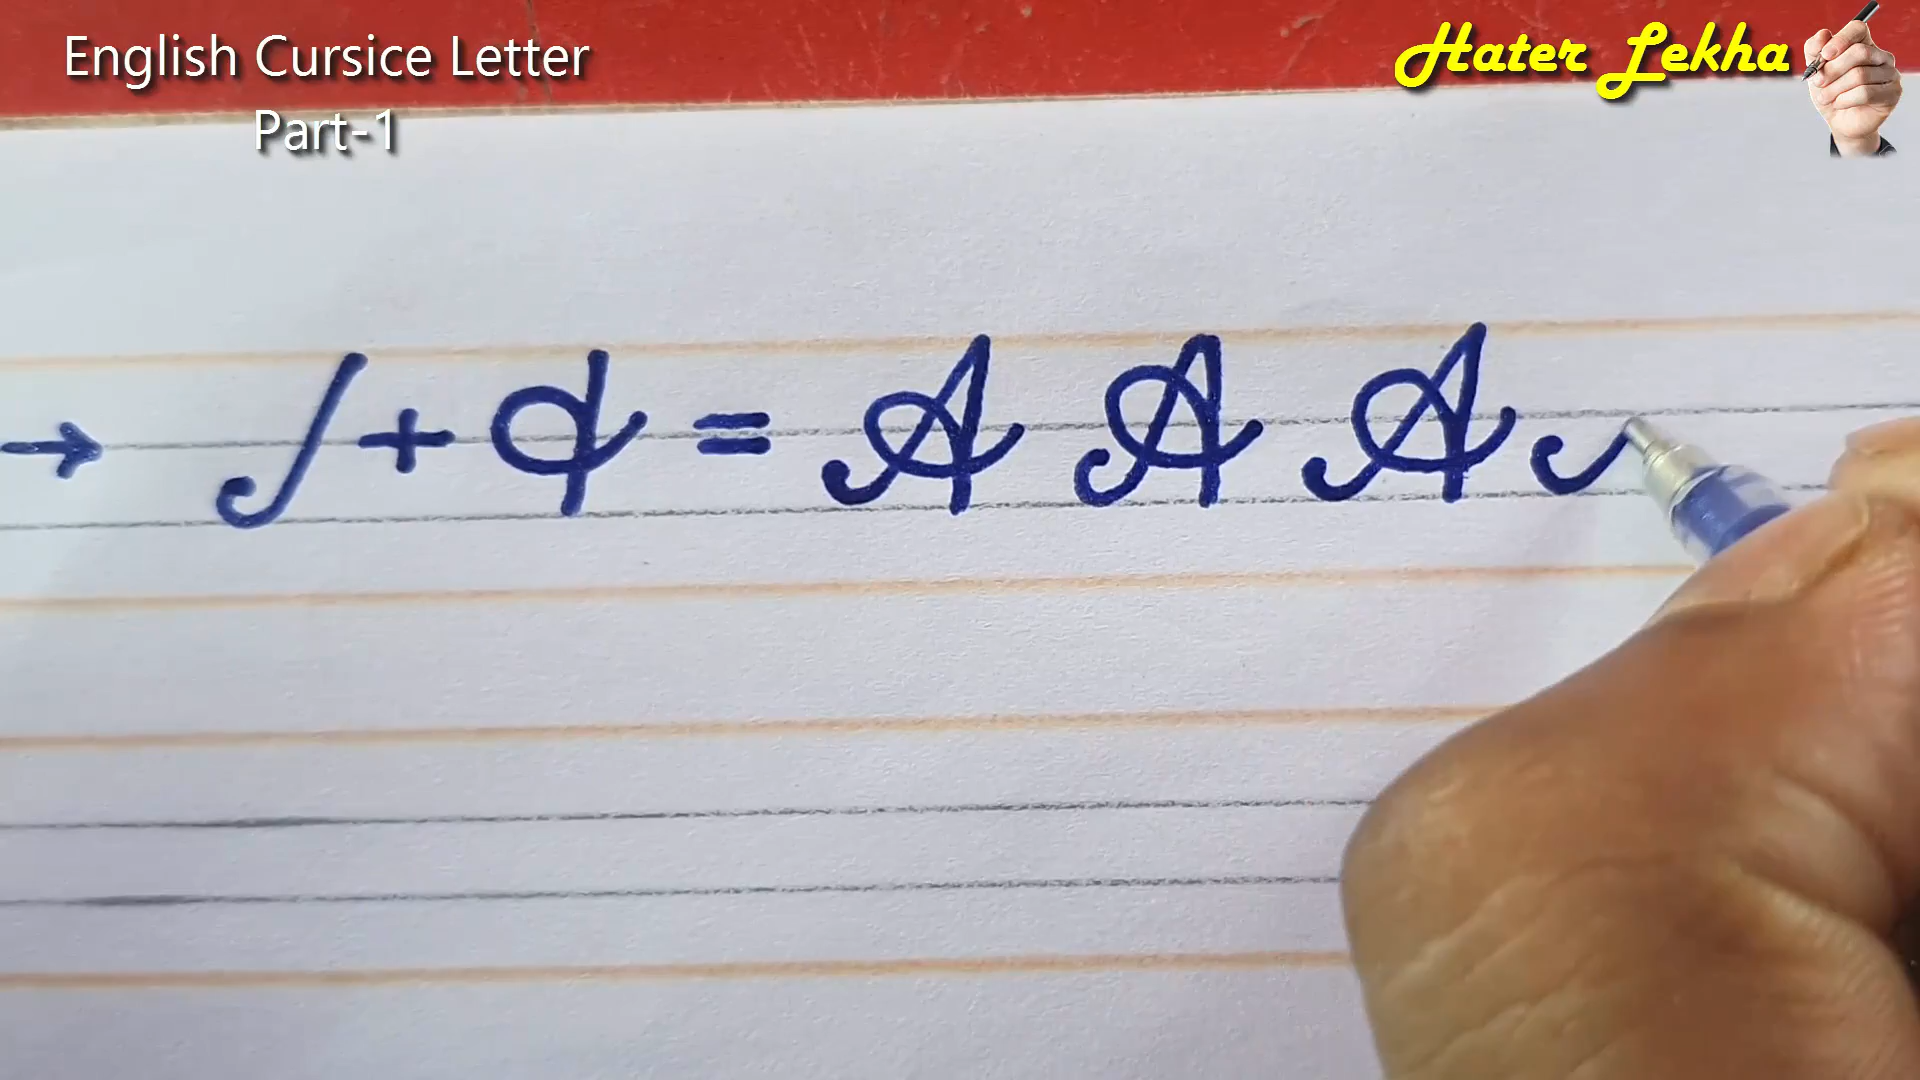 English Cursice Letter
Part-1
Hater Lekha
→ + = A A A